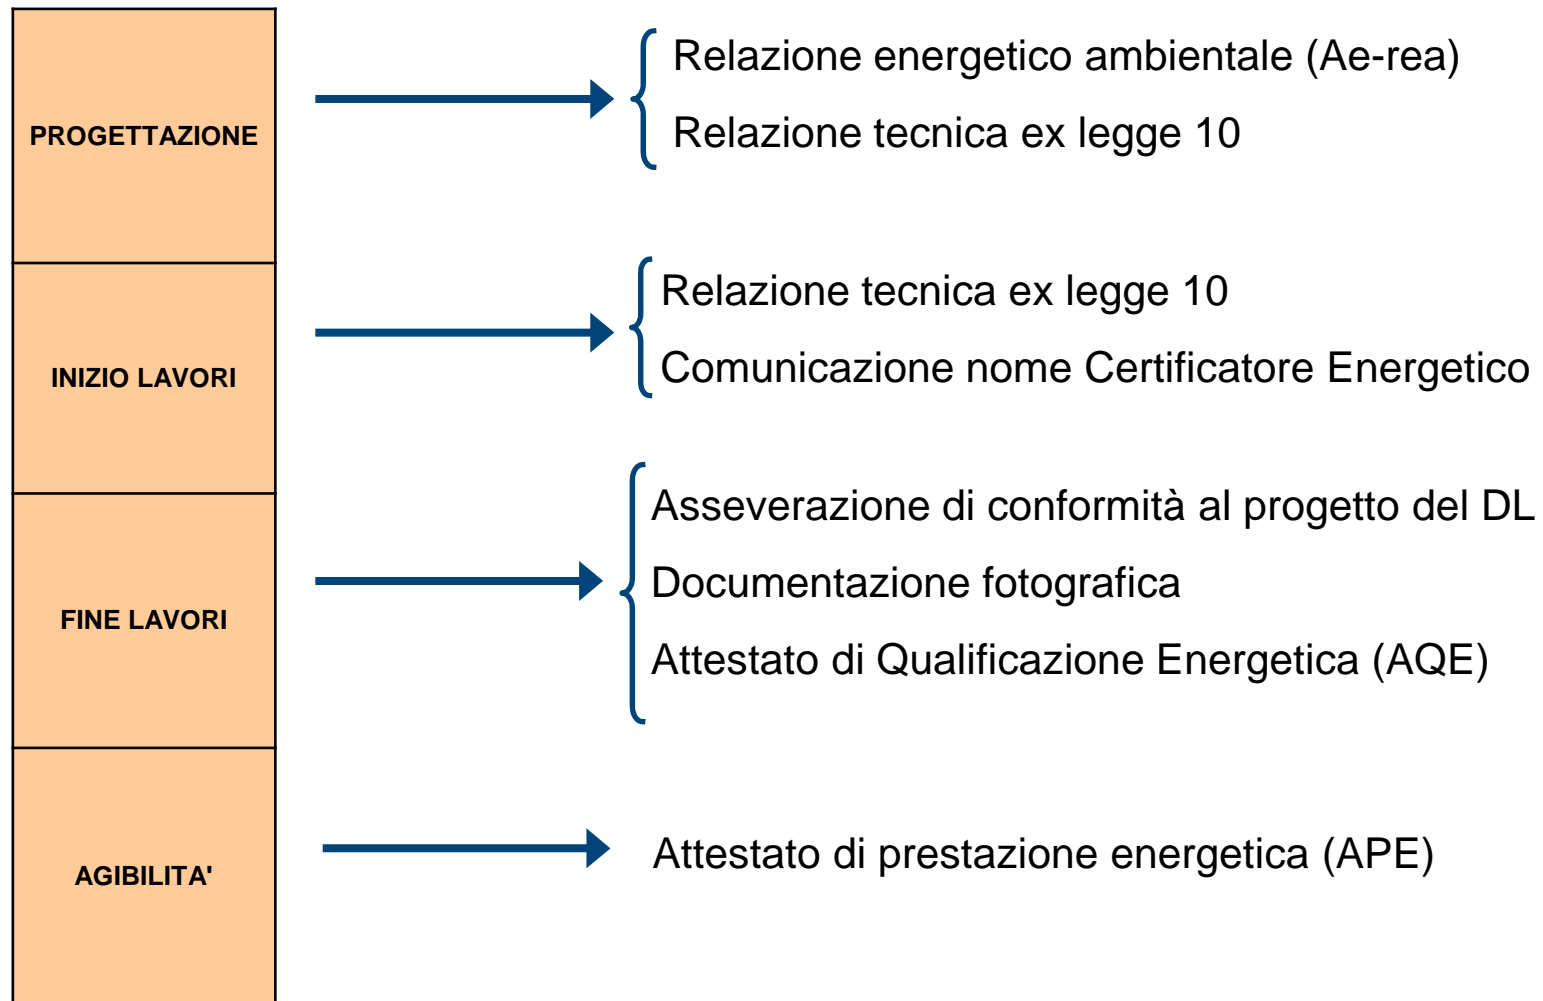 PROGETTAZIONE
Relazione energetico ambientale (Ae-rea)
Relazione tecnica ex legge 10
INIZIO LAVORI
Relazione tecnica ex legge 10
Comunicazione nome Certificatore Energetico
FINE LAVORI
Asseverazione di conformità al progetto del DL
Documentazione fotografica
Attestato di Qualificazione Energetica (AQE)
AGIBILITA'
Attestato di prestazione energetica (APE)